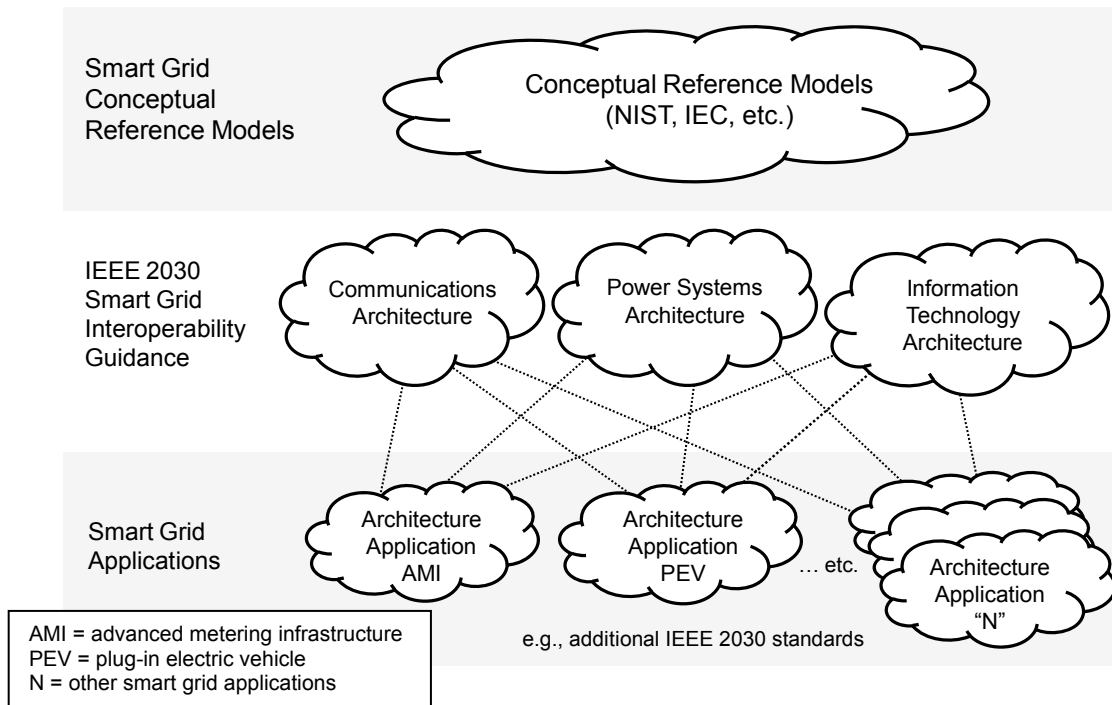 Smart Grid
Conceptual
Reference Models
Conceptual Reference Models
(NIST, IEC, etc.)
IEEE 2030
Smart Grid
Interoperability
Guidance
Communications
Architecture
Power Systems
Architecture
Information
Technology
Architecture
Smart Grid
Applications
Architecture
Application
AMI
Architecture
Application
PEV
… etc.
Architecture
Application
“N”
e.g., additional IEEE 2030 standards
AMI = advanced metering infrastructure
PEV = plug-in electric vehicle
N = other smart grid applications